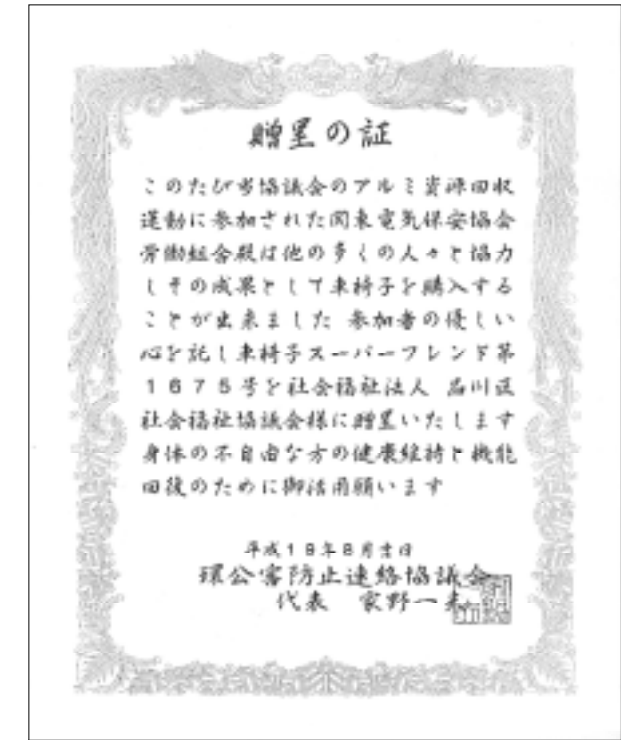 贈呈の証
このたび当協議会のアルミ資源回収
運動に参加された関東電気保安協会
労働組合殿は他の多くの人々と協力
しその成果として車椅子を購入する
ことが出来ました 参加者の優しい
心を託し車椅子スーパーフレンド第
1675号を社会福祉法人 品川区
社会福祉協議会様に贈呈いたします
身体の不自由な方の健康維持と機能
回復のために御活用願います
平成19年8月吉日
環公害防止連絡協議会
代表 家野一